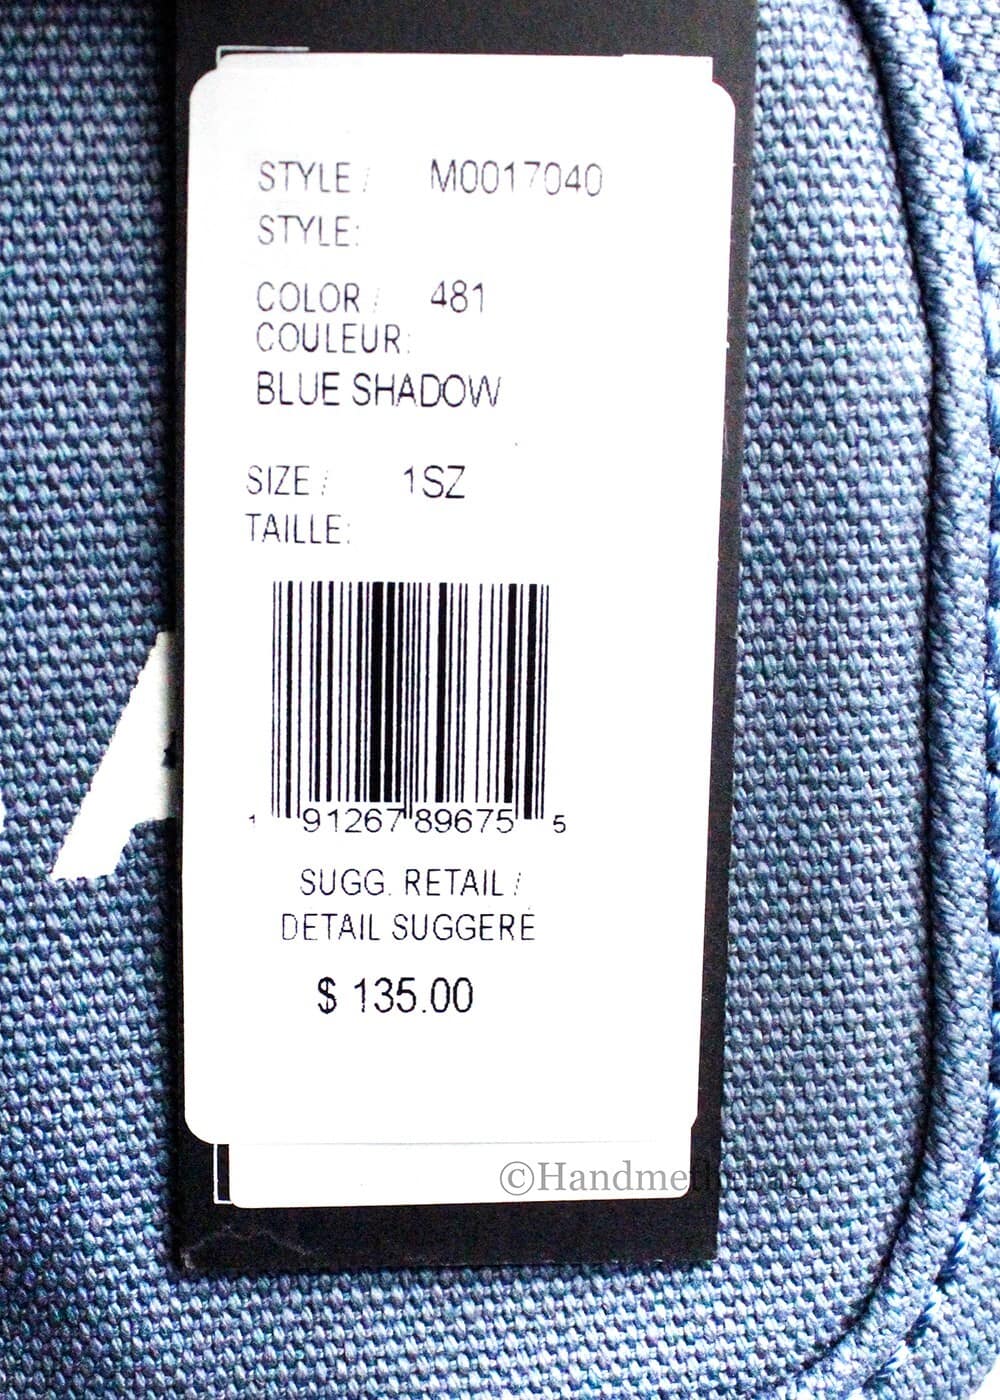 STYLE / M0017040
STYLE:
COLOR / 481
COULEUR:
BLUE SHADOW
SIZE / 1SZ
TAILLE:
1 91267 89675 5
SUGG. RETAIL /
DETAIL SUGGERE
$ 135.00
©Handmethebag
A